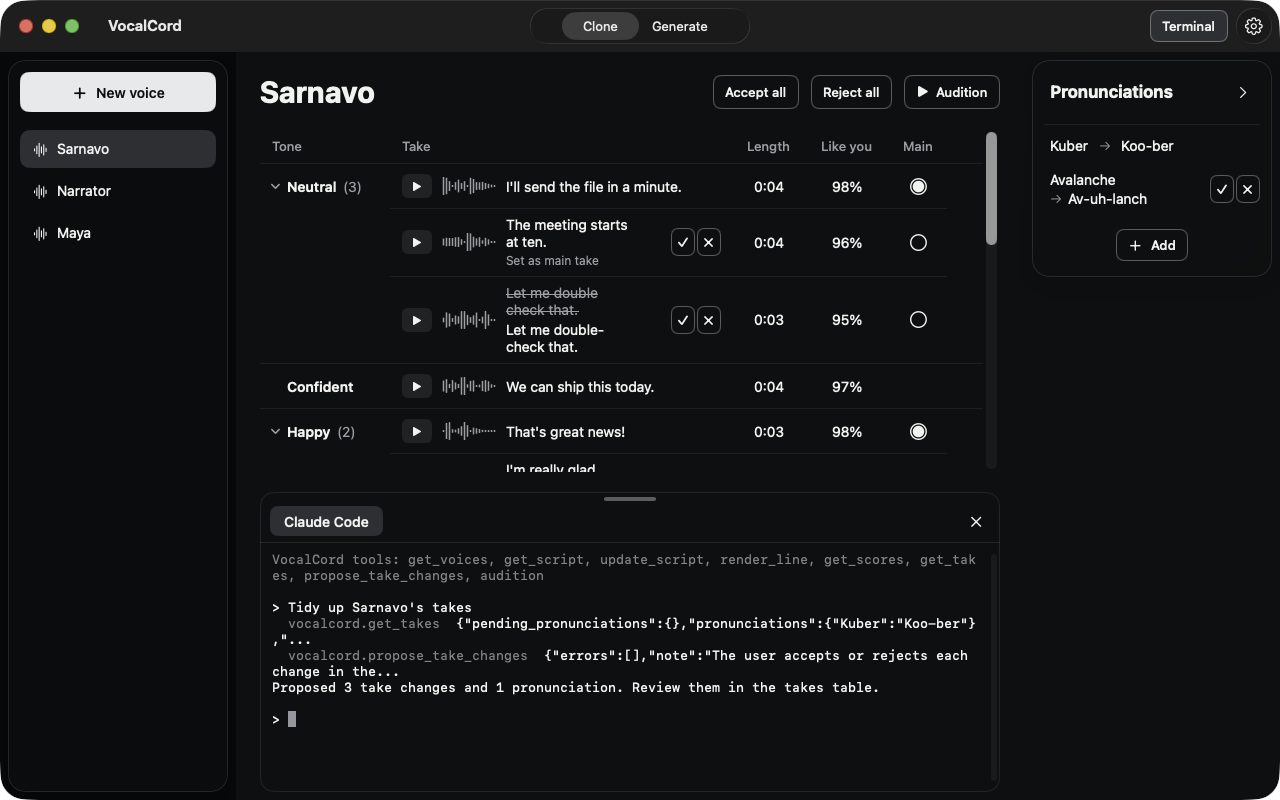 VocalCord
Clone
Generate
Terminal
+ New voice
Sarnavo
Narrator
Maya
Sarnavo
Accept all
Reject all
Audition
Tone Take Length Like you Main
Neutral (3) I'll send the file in a minute. 0:04 98%
The meeting starts
at ten.
Set as main take
0:04 96%
Let me double
check that.
Let me double-
check that.
0:03 95%
Confident We can ship this today. 0:04 97%
Happy (2) That's great news! 0:03 98%
I'm really glad
Pronunciations
Kuber → Koo-ber
Avalanche
→ Av-uh-lanch
+ Add
Claude Code
VocalCord tools: get_voices, get_script, update_script, render_line, get_scores, get_tak
es, propose_take_changes, audition
> Tidy up Sarnavo's takes
vocalcord.get_takes {"pending_pronunciations":{},"pronunciations":{"Kuber":"Koo-ber"}
,"...
vocalcord.propose_take_changes {"errors":[],"note":"The user accepts or rejects each
change in the...
Proposed 3 take changes and 1 pronunciation. Review them in the takes table.
>